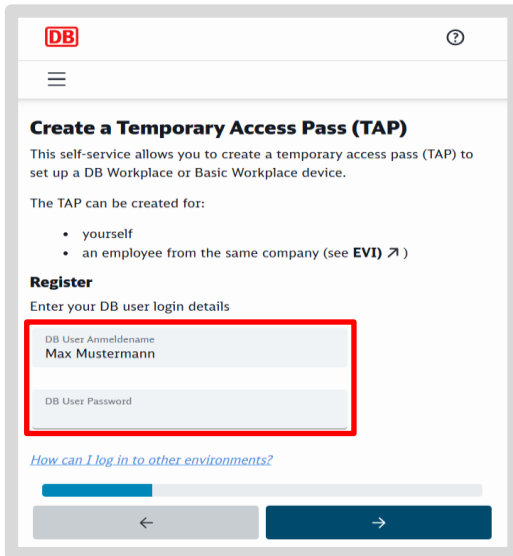 DB
Create a Temporary Access Pass (TAP)
This self-service allows you to create a temporary access pass (TAP) to
set up a DB Workplace or Basic Workplace device.
The TAP can be created for:
• yourself
• an employee from the same company (see EVI) ↗ )
Register
Enter your DB user login details
DB User Anmeldename
Max Mustermann
DB User Password
How can I log in to other environments?